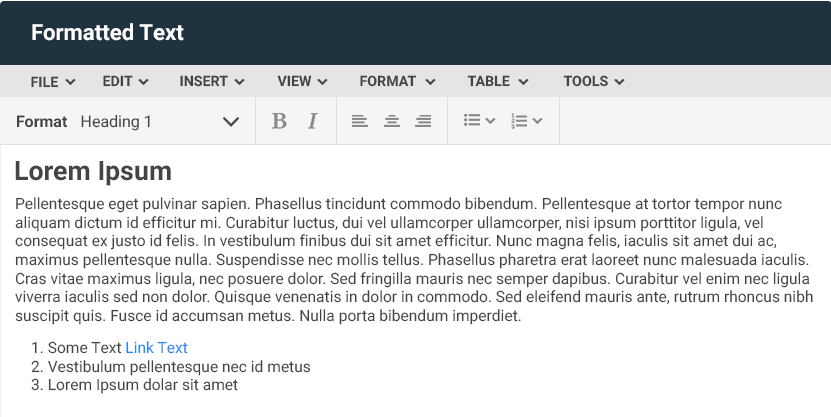 Formatted Text
FILE EDIT INSERT VIEW FORMAT TABLE TOOLS
Format Heading 1 B I
Lorem Ipsum
Pellentesque eget pulvinar sapien. Phasellus tincidunt commodo bibendum. Pellentesque at tortor tempor nunc
aliquam dictum id efficitur mi. Curabitur luctus, dui vel ullamcorper ullamcorper, nisi ipsum porttitor ligula, vel
consequat ex justo id felis. In vestibulum finibus dui sit amet efficitur. Nunc magna felis, iaculis sit amet dui ac,
maximus pellentesque nulla. Suspendisse nec mollis tellus. Phasellus pharetra erat laoreet nunc malesuada iaculis.
Cras vitae maximus ligula, nec posuere dolor. Sed fringilla mauris nec semper dapibus. Curabitur vel enim nec ligula
viverra iaculis sed non dolor. Quisque venenatis in dolor in commodo. Sed eleifend mauris ante, rutrum rhoncus nibh
suscipit quis. Fusce id accumsan metus. Nulla porta bibendum imperdiet.
1. Some Text Link Text
2. Vestibulum pellentesque nec id metus
3. Lorem Ipsum dolar sit amet